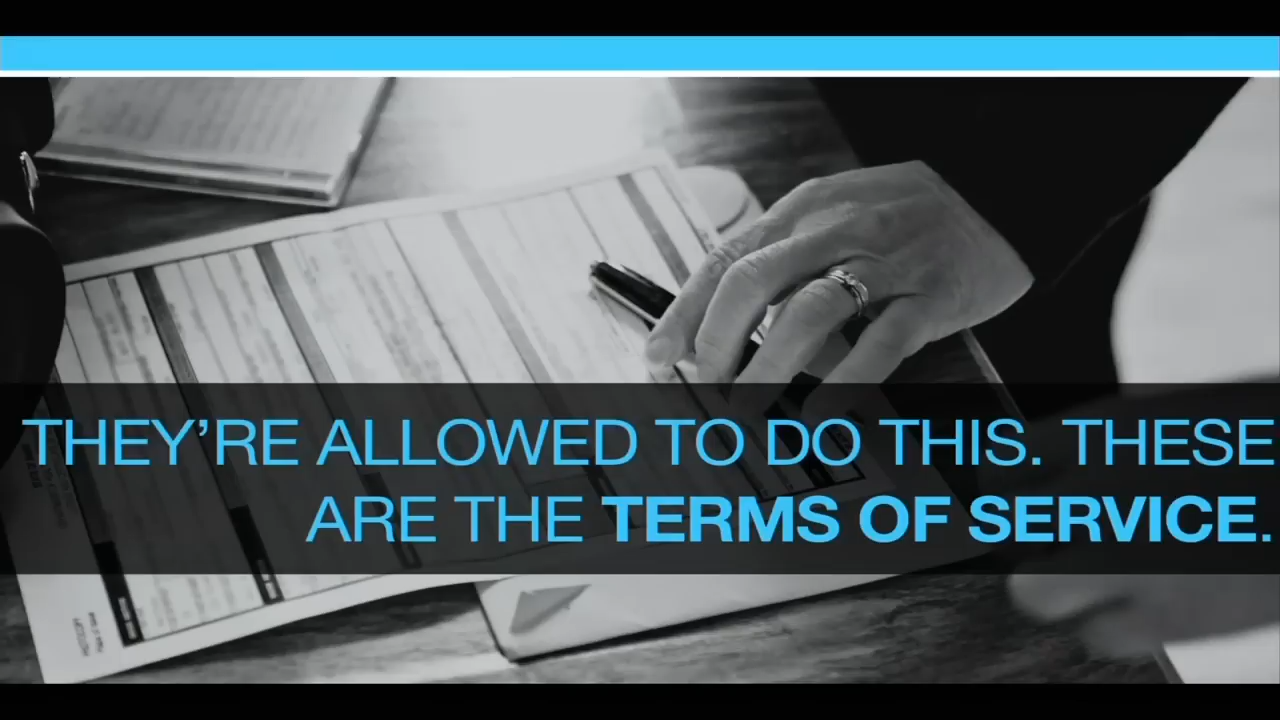 THEY’RE ALLOWED TO DO THIS. THESE
ARE THE TERMS OF SERVICE.